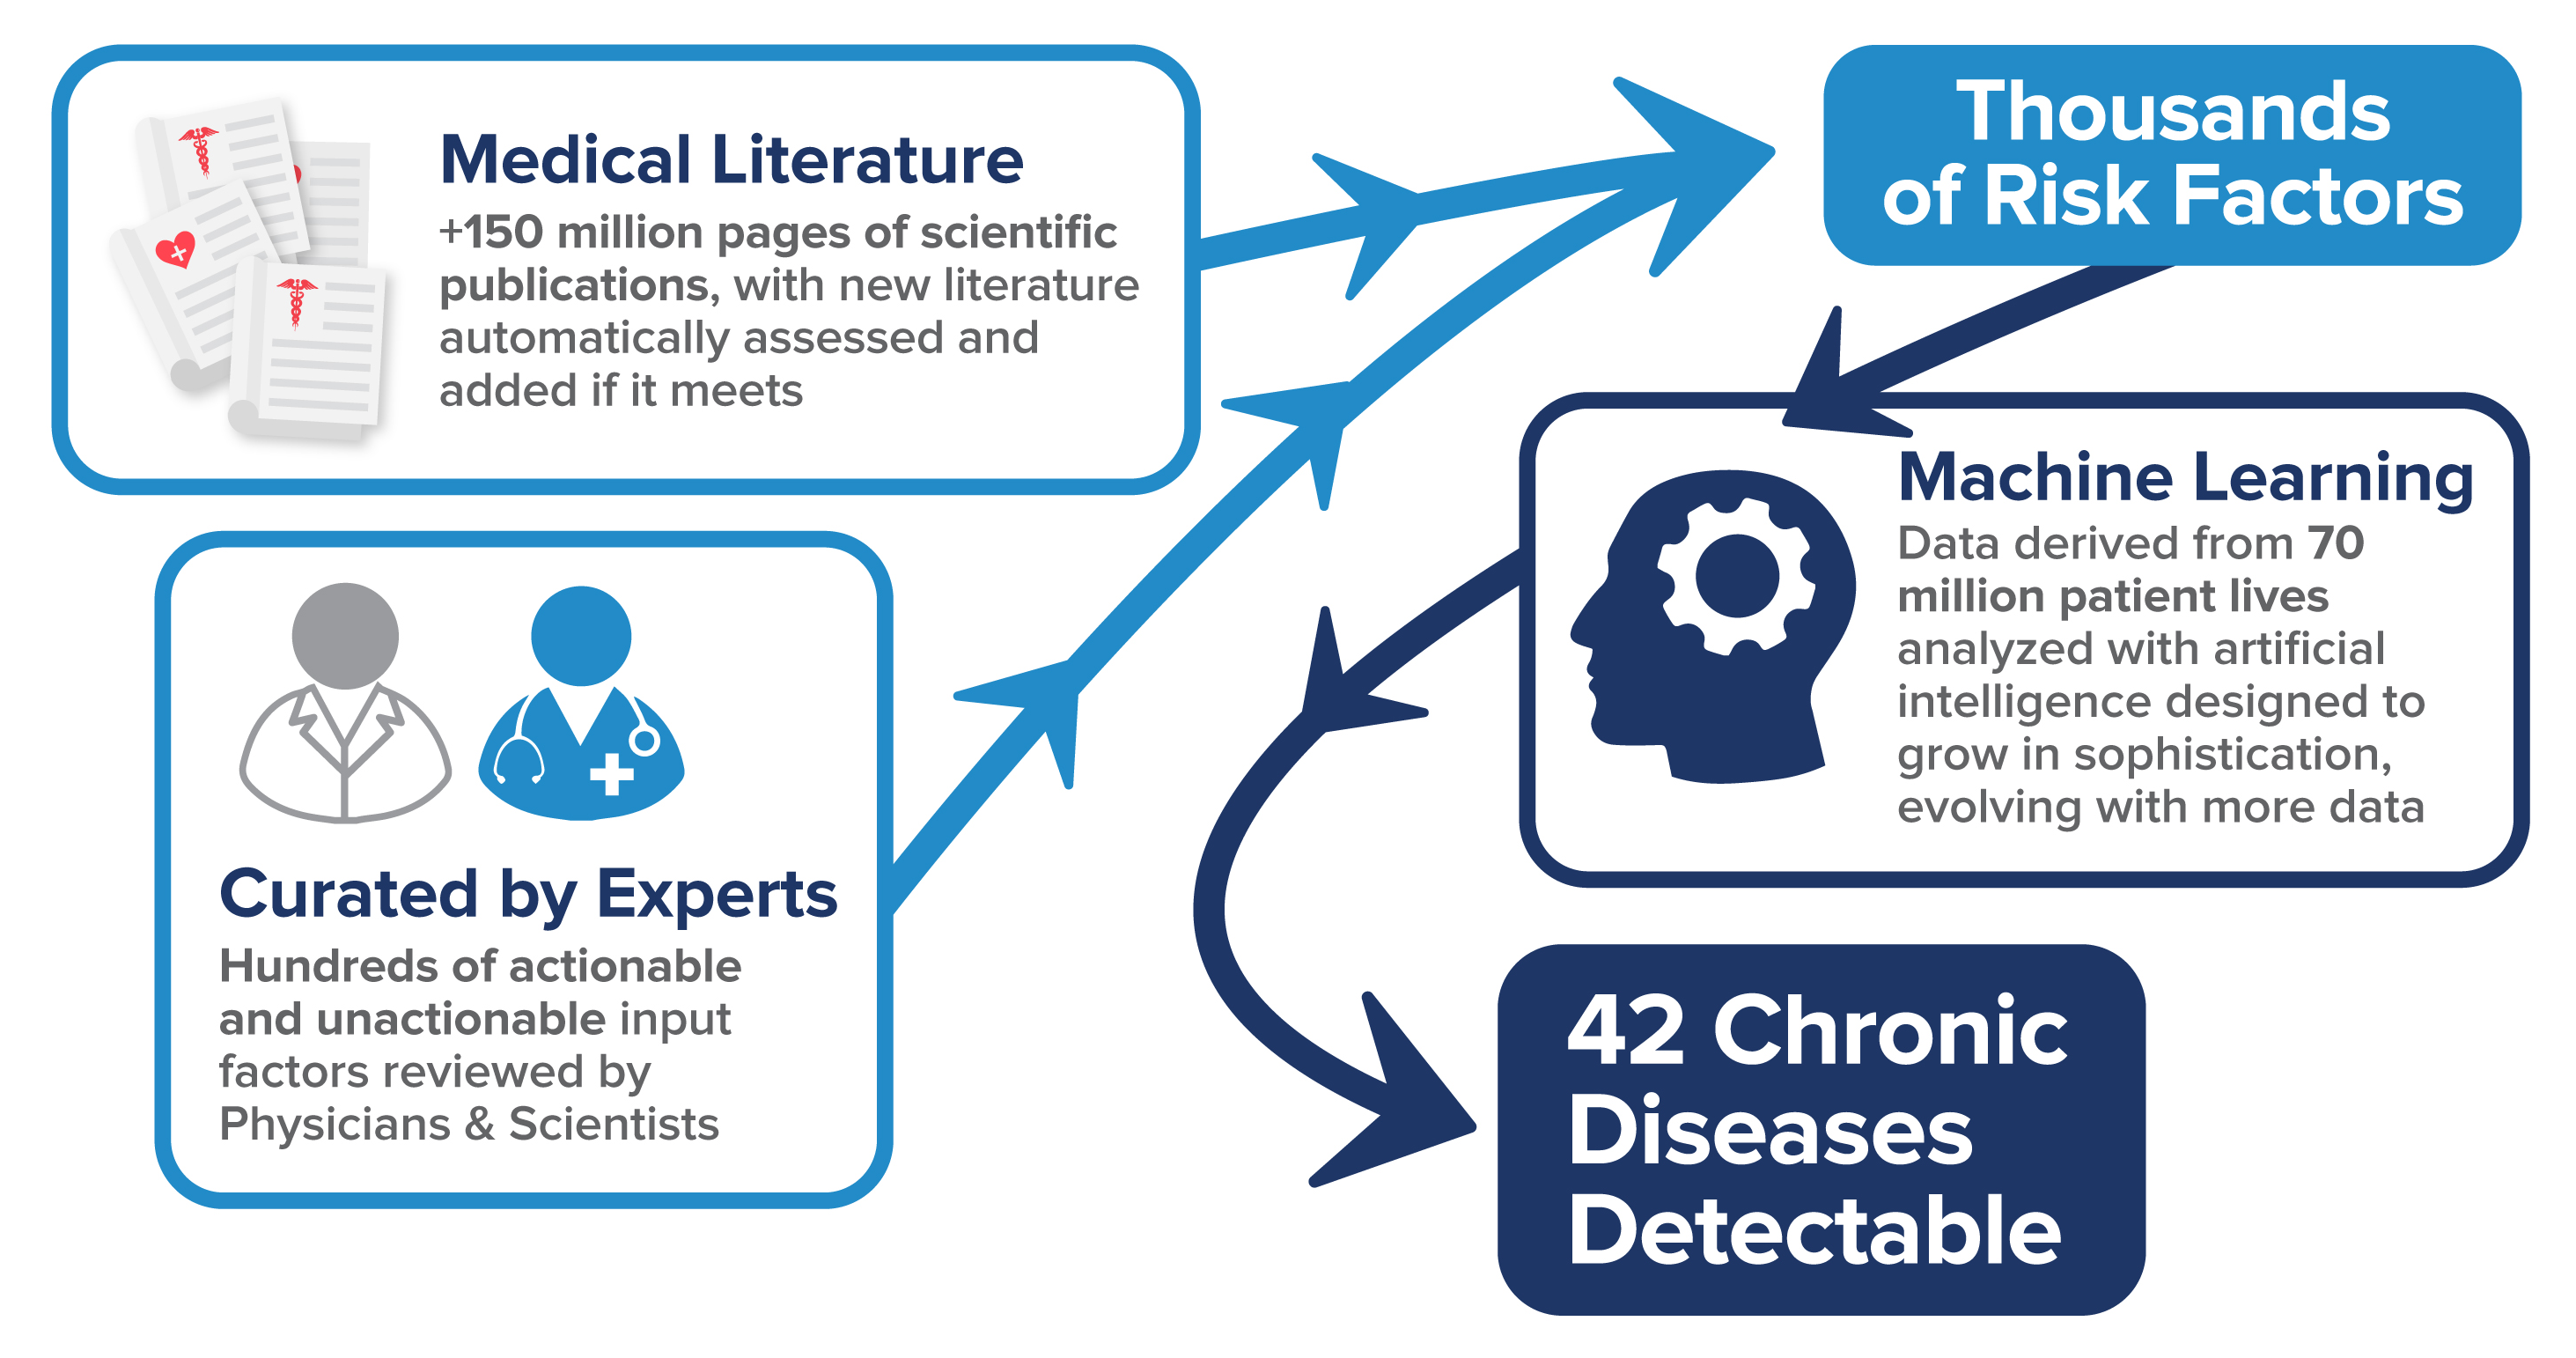 Medical Literature
+150 million pages of scientific
publications, with new literature
automatically assessed and
added if it meets
Curated by Experts
Hundreds of actionable
and unactionable input
factors reviewed by
Physicians & Scientists
Thousands
of Risk Factors
Machine Learning
Data derived from 70
million patient lives
analyzed with artificial
intelligence designed to
grow in sophistication,
evolving with more data
42 Chronic
Diseases
Detectable